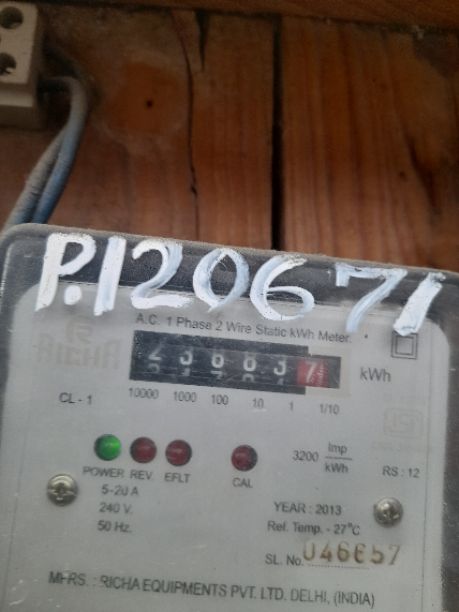 P.120671
A.C. 1 Phase 2 Wire Static kWh Meter.
kWh
CL - 1
10000 1000 100 10 1 1/10
POWER REV. EFLT CAL
3200 Imp/kWh
RS : 12
5-20 A
240 V.
50 Hz.
YEAR : 2013
Ref. Temp. - 27°C
SL. No. 046657
MFRS. : RICHA EQUIPMENTS PVT. LTD. DELHI, (INDIA)